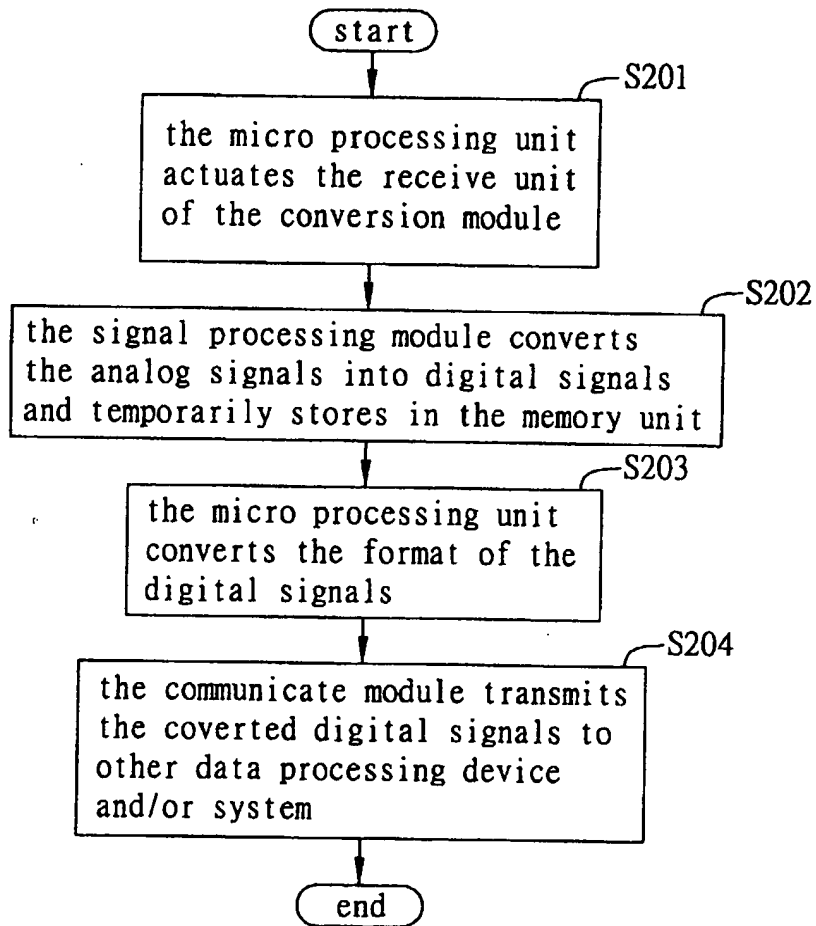 start
S201
the micro processing unit
actuates the receive unit
of the conversion module
S202
the signal processing module converts
the analog signals into digital signals
and temporarily stores in the memory unit
S203
the micro processing unit
converts the format of the
digital signals
S204
the communicate module transmits
the coverted digital signals to
other data processing device
and/or system
end